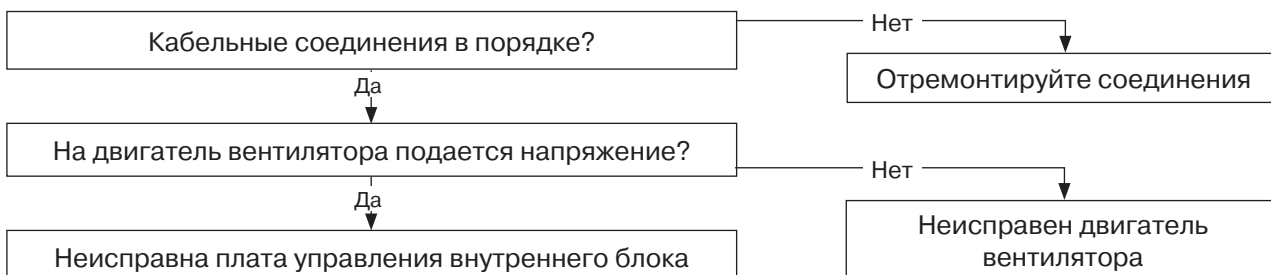 Кабельные соединения в порядке?
Нет
Отремонтируйте соединения
Да
На двигатель вентилятора подается напряжение?
Нет
Неисправен двигатель
вентилятора
Да
Неисправна плата управления внутреннего блока